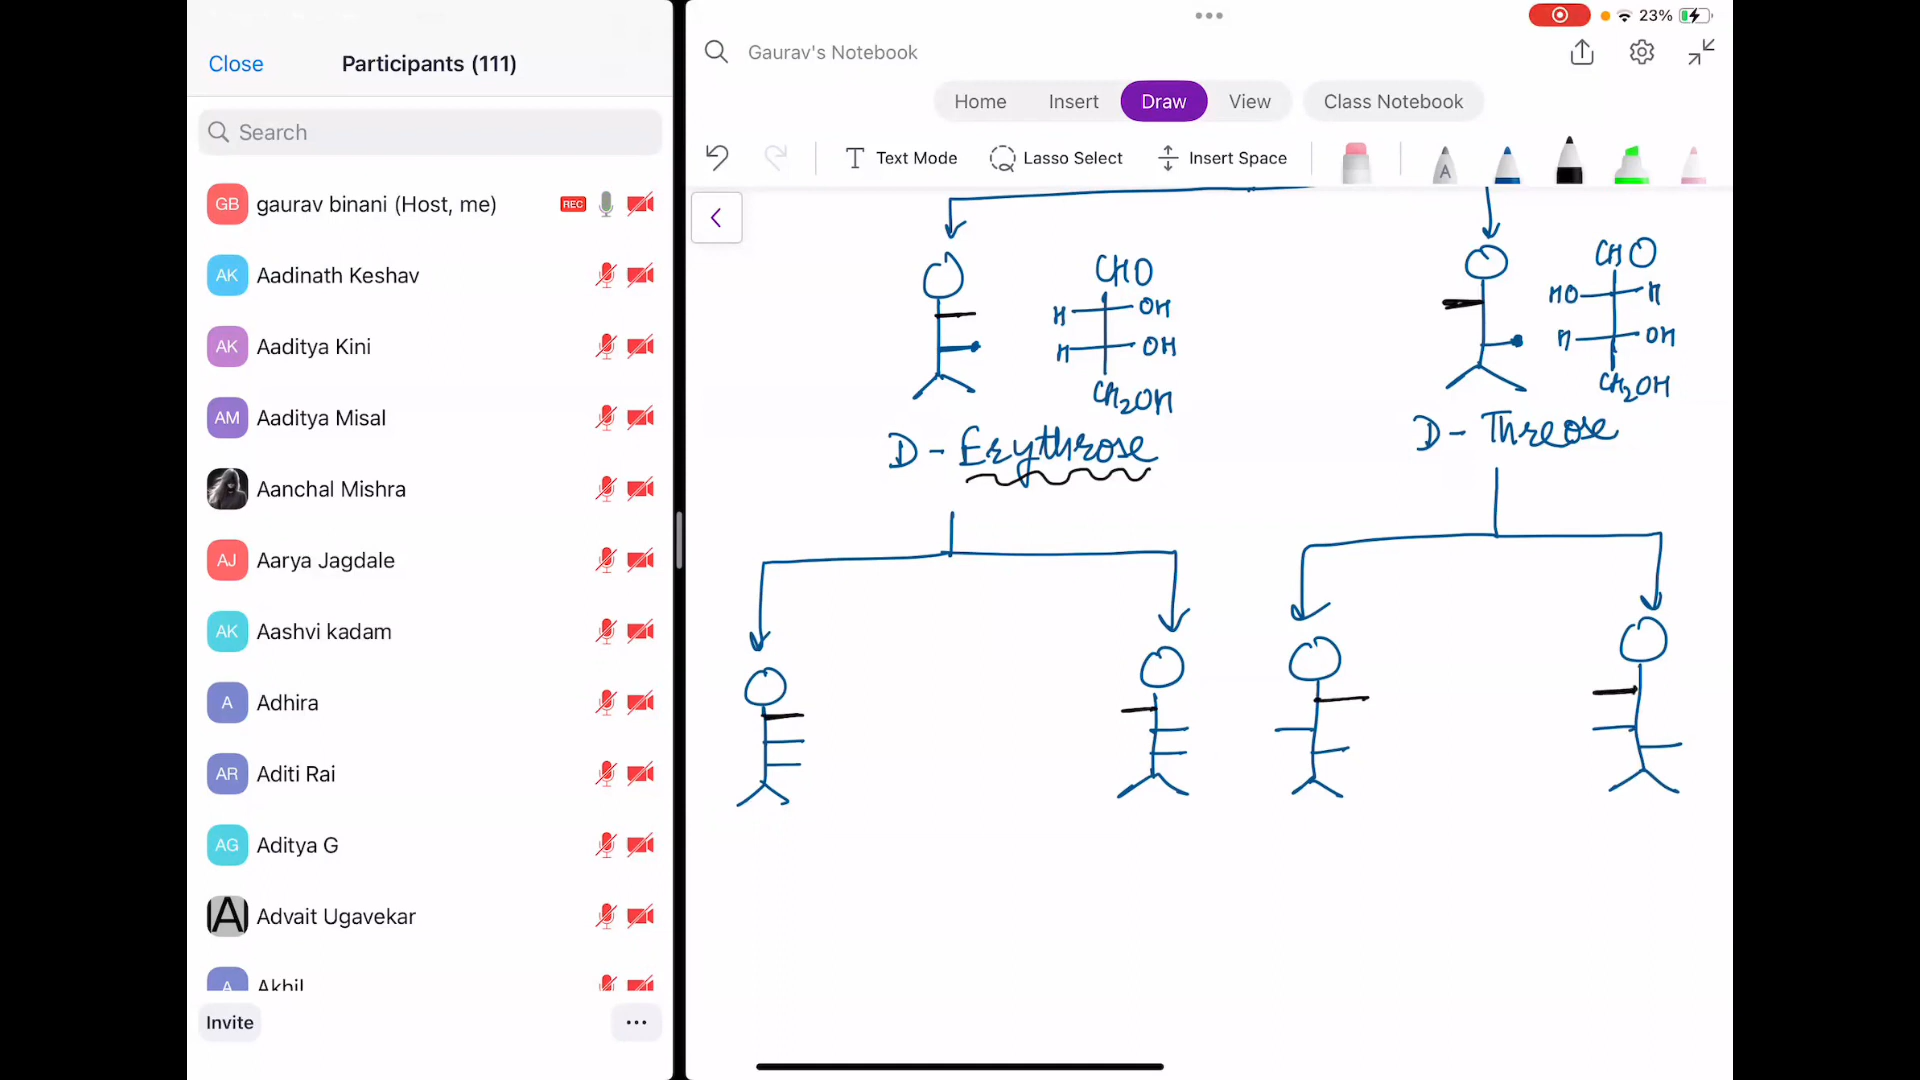 23%
Close
Participants (111)
Search
GB
gaurav binani (Host, me)
REC
AK
Aadinath Keshav
AK
Aaditya Kini
AM
Aaditya Misal
Aanchal Mishra
AJ
Aarya Jagdale
AK
Aashvi kadam
A
Adhira
AR
Aditi Rai
AG
Aditya G
A
Advait Ugavekar
A
Akhil
Invite
Gaurav's Notebook
Home Insert Draw View Class Notebook
T Text Mode Lasso Select Insert Space
A
CHO
H OH
H OH
CH2OH
D - Erythrose
CHO
HO H
H OH
CH2OH
D - Threose